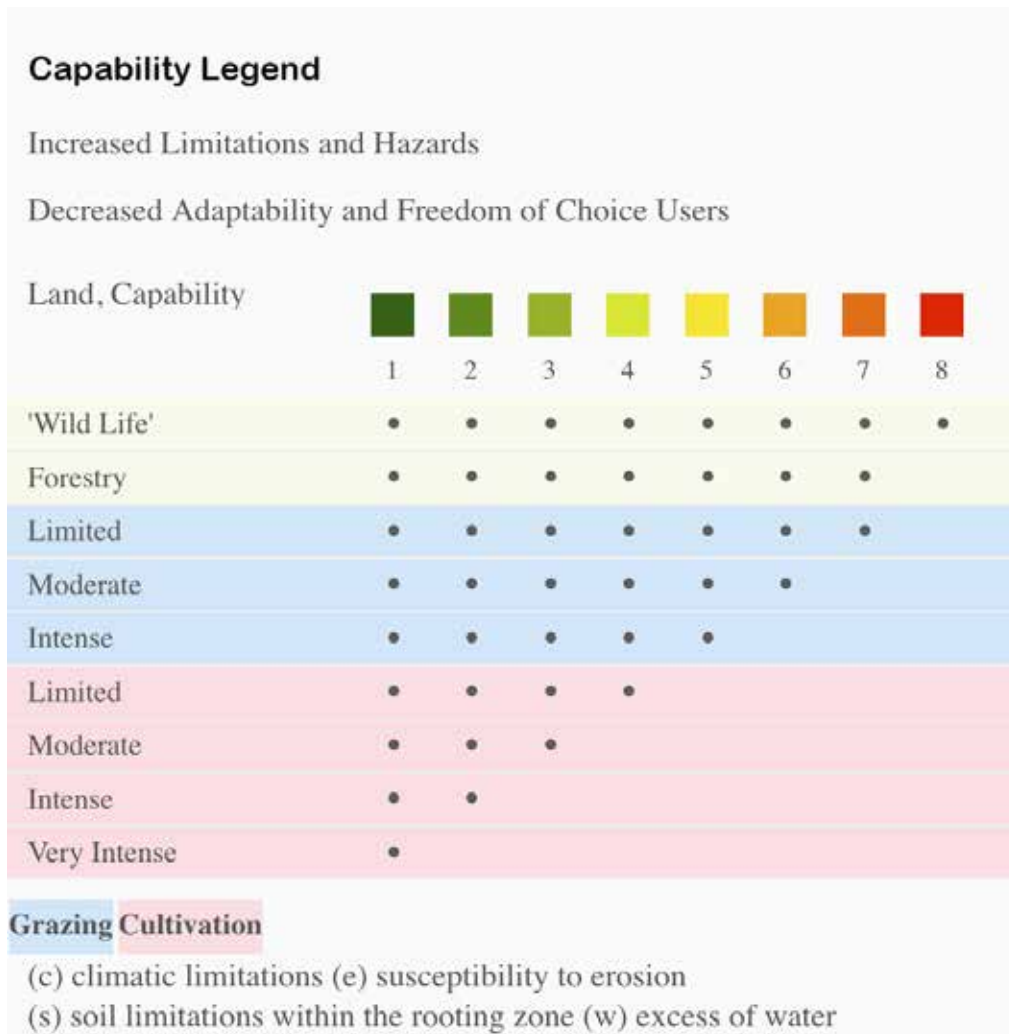 Capability Legend
Increased Limitations and Hazards
Decreased Adaptability and Freedom of Choice Users
Land, Capability
1 2 3 4 5 6 7 8
'Wild Life' • • • • • • • •
Forestry • • • • • • •
Limited • • • • • • •
Moderate • • • • • •
Intense • • • • •
Limited • • • •
Moderate • • •
Intense • •
Very Intense •
Grazing Cultivation
(c) climatic limitations (e) susceptibility to erosion
(s) soil limitations within the rooting zone (w) excess of water